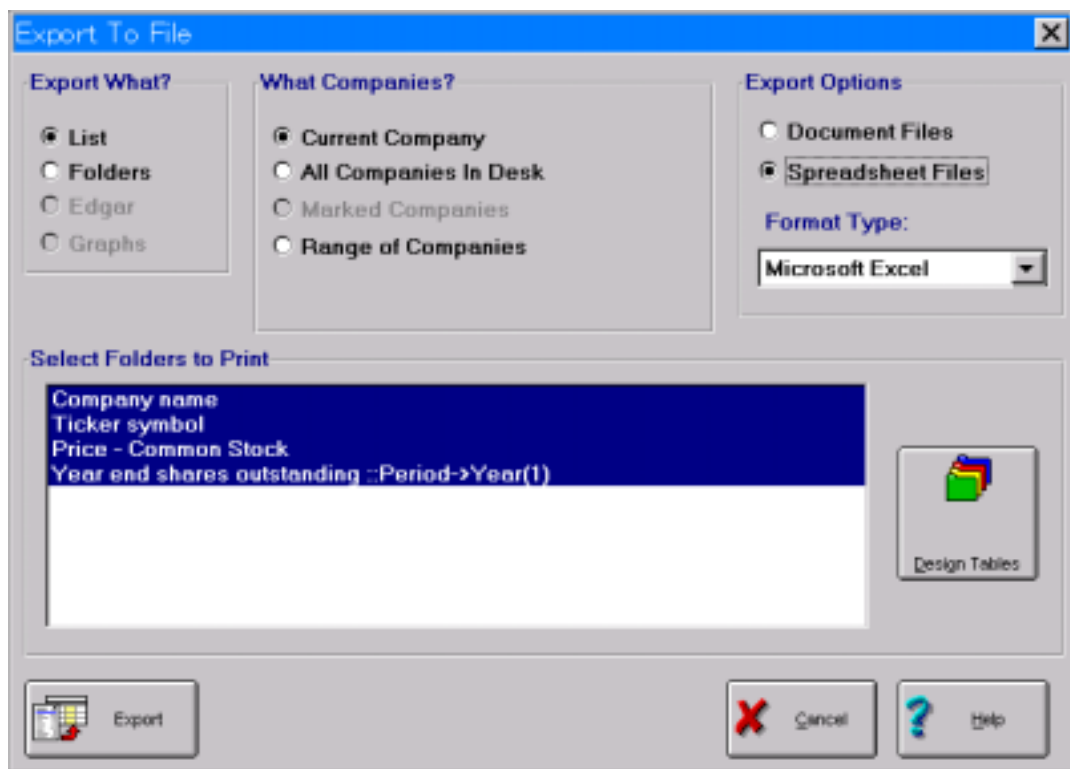 Export To File
Export What?
List
Folders
Edgar
Graphs
What Companies?
Current Company
All Companies In Desk
Marked Companies
Range of Companies
Export Options
Document Files
Spreadsheet Files
Format Type:
Microsoft Excel
Select Folders to Print
Company name
Ticker symbol
Price - Common Stock
Year end shares outstanding ::Period->Year(1)
Design Tables
Export
Cancel
Help